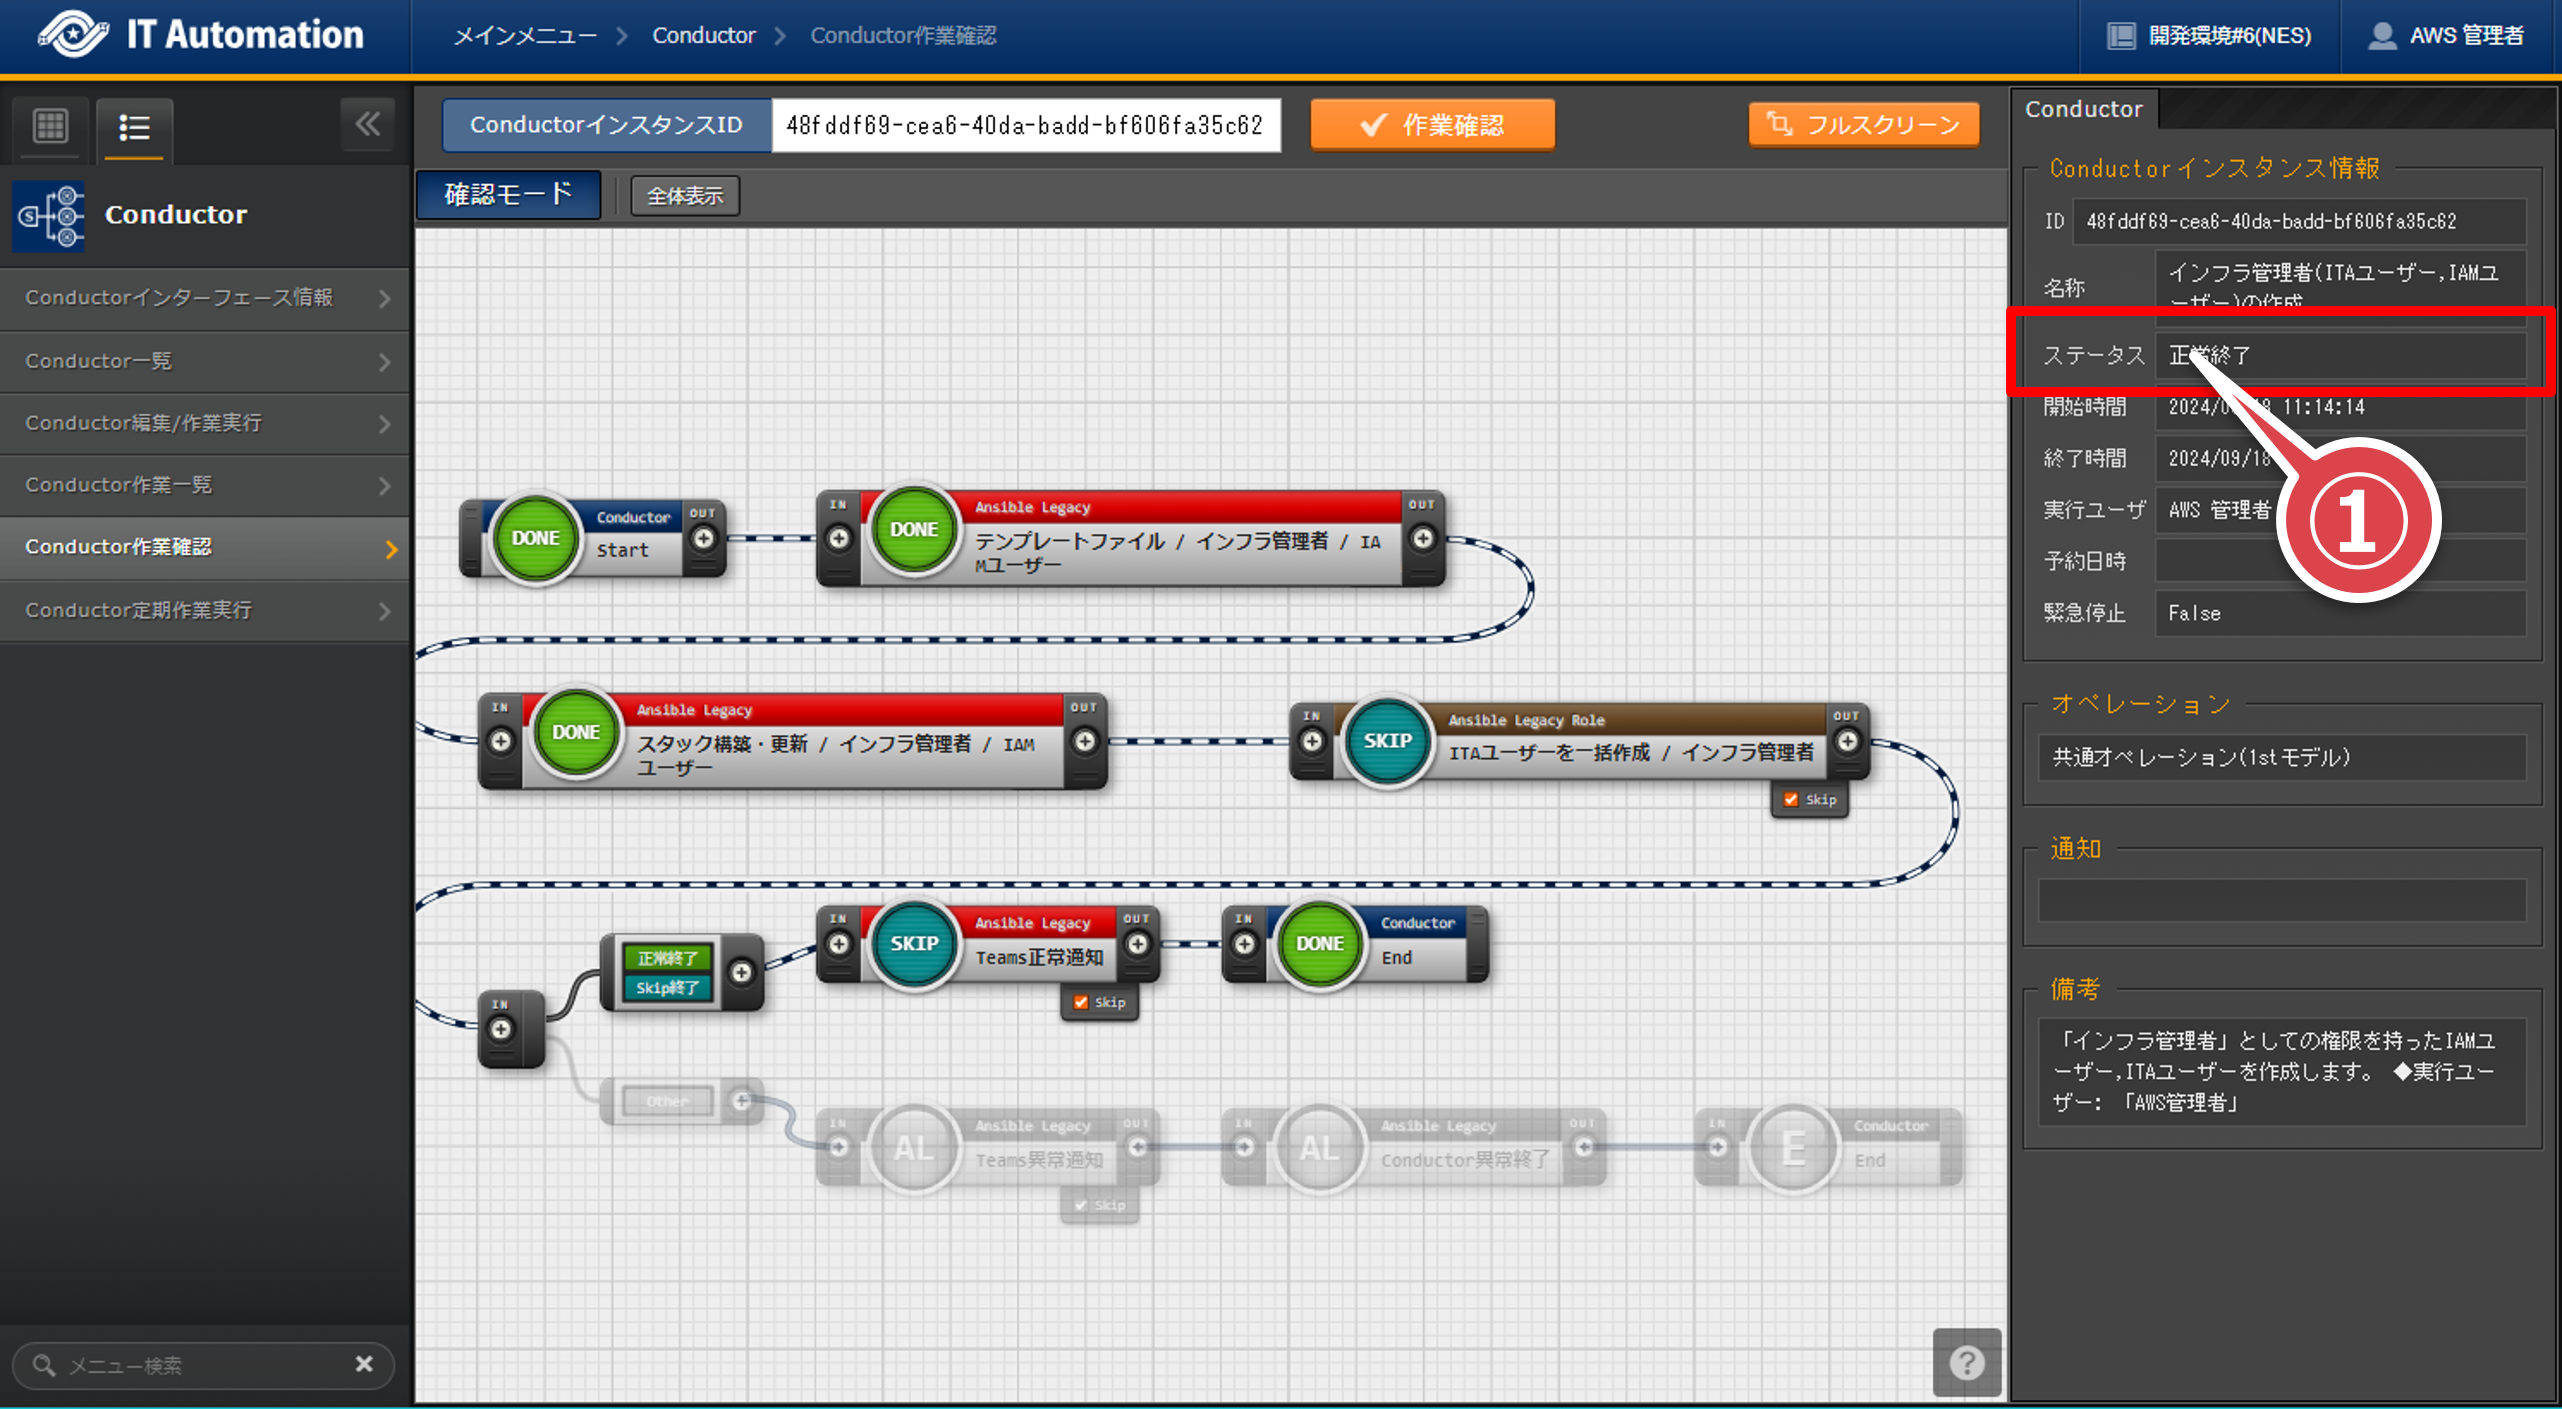 IT Automation
メインメニュー > Conductor > Conductor作業確認
開発環境#6(NES)
AWS 管理者
Conductor
Conductorインターフェース情報
Conductor一覧
Conductor編集/作業実行
Conductor作業一覧
Conductor作業確認
Conductor定期作業実行
メニュー検索
ConductorインスタンスID
48fddf69-cea6-40da-badd-bf606fa35c62
作業確認
フルスクリーン
確認モード
全体表示
DONE
Conductor
Start
OUT
IN
DONE
Ansible Legacy
テンプレートファイル / インフラ管理者 / IA
Mユーザー
OUT
IN
DONE
Ansible Legacy
スタック構築・更新 / インフラ管理者 / IAM
ユーザー
OUT
IN
SKIP
Ansible Legacy Role
ITAユーザーを一括作成 / インフラ管理者
OUT
Skip
IN
正常終了
Skip終了
IN
SKIP
Ansible Legacy
Teams正常通知
OUT
Skip
IN
DONE
Conductor
End
Other
IN
AL
Ansible Legacy
Teams異常通知
OUT
Skip
IN
AL
Ansible Legacy
Conductor異常終了
OUT
IN
E
Conductor
End
Conductor
Conductorインスタンス情報
ID
48fddf69-cea6-40da-badd-bf606fa35c62
名称
インフラ管理者(ITAユーザー,IAMユ
ーザー)の作成
ステータス
正常終了
開始時間
11:14:14
終了時間
2024/09/18
実行ユーザ
AWS 管理者
予約日時
緊急停止
False
①
オペレーション
共通オペレーション(1stモデル)
通知
備考
「インフラ管理者」としての権限を持ったIAMユ
ーザー,ITAユーザーを作成します。 ◆実行ユー
ザー: 「AWS管理者」